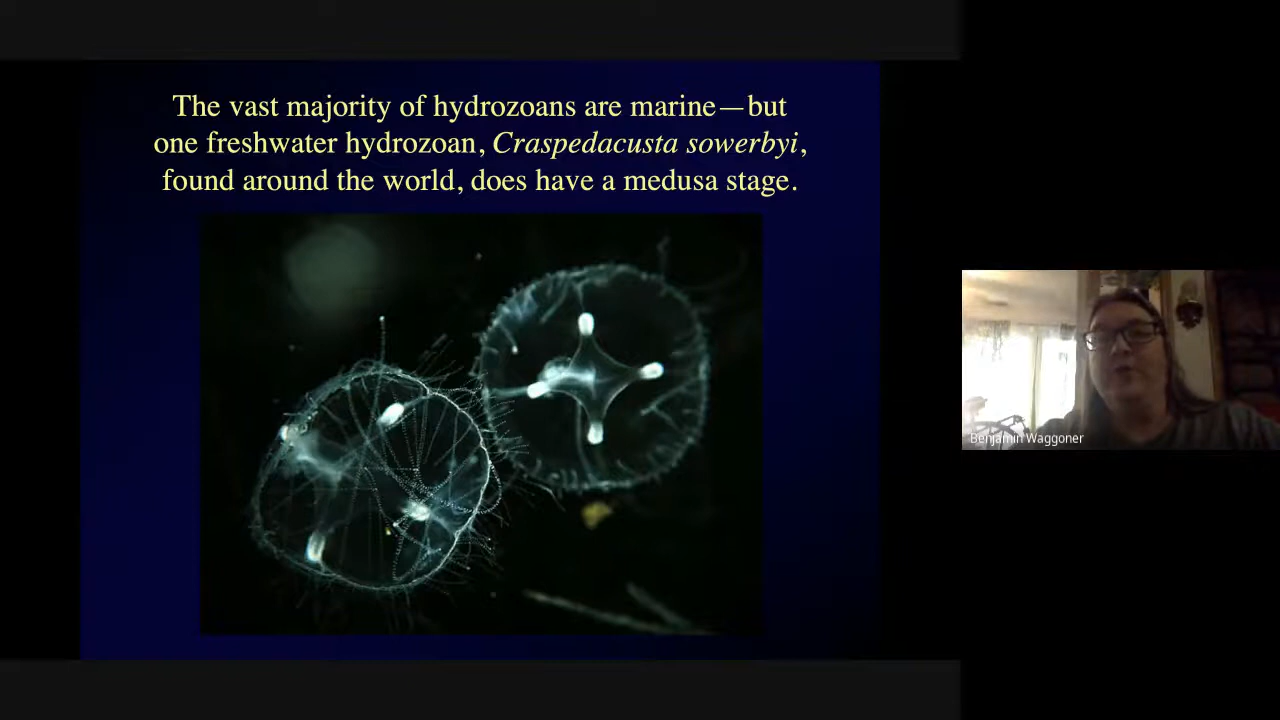 The vast majority of hydrozoans are marine—but
one freshwater hydrozoan, Craspedacusta sowerbyi,
found around the world, does have a medusa stage.
Benjamin Waggoner